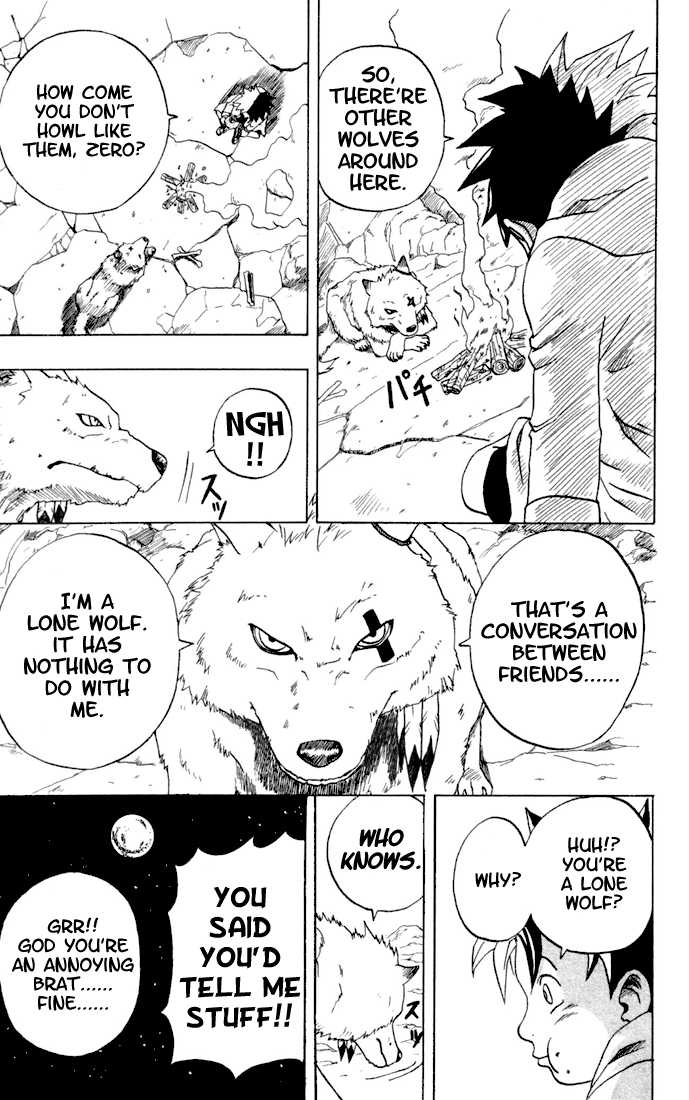 SO,
THERE'RE
OTHER
WOLVES
AROUND
HERE.
パチ
HOW COME
YOU DON'T
HOWL LIKE
THEM, ZERO?
NGH
!!
スッ
THAT'S A
CONVERSATION
BETWEEN
FRIENDS......
I'M A
LONE WOLF.
IT HAS
NOTHING TO
DO WITH
ME.
HUH!?
YOU'RE
A LONE
WOLF?
WHY?
WHO
KNOWS.
スッ
YOU
SAID
YOU'D
TELL ME
STUFF!!
GRR!!
GOD YOU'RE
AN ANNOYING
BRAT......
FINE......